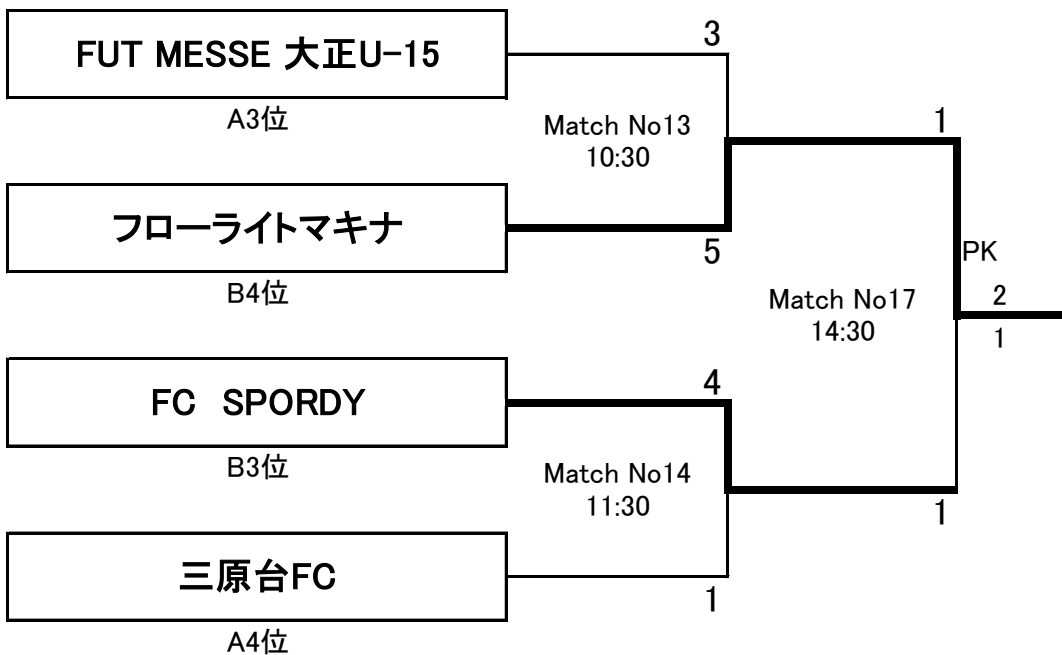 FUT MESSE 大正U-15
A3位
3
Match No13
10:30
フローライトマキナ
B4位
5
1
PK
2
1
Match No17
14:30
FC　SPORDY
B3位
4
Match No14
11:30
1
三原台FC
A4位
1